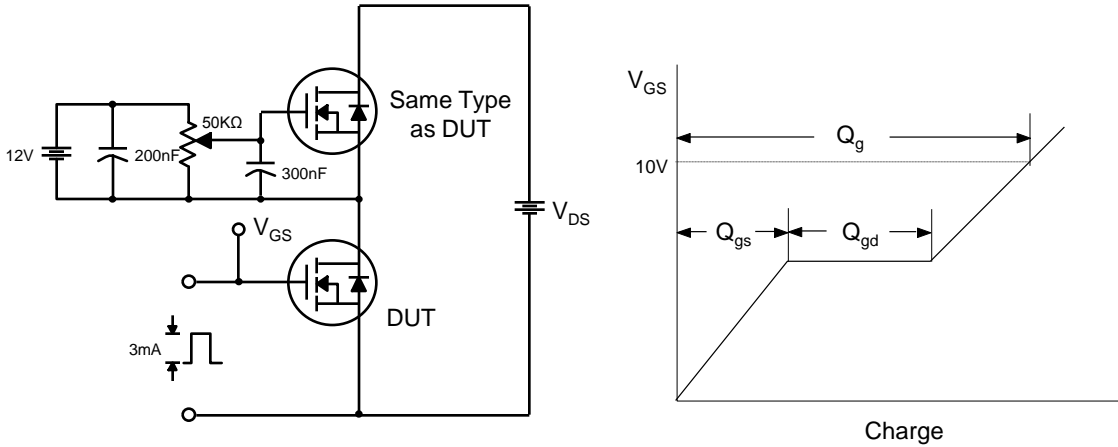 12V
200nF
50KΩ
300nF
Same Type
as DUT
V_GS
DUT
3mA
V_DS
V_GS
10V
Q_g
Q_gs
Q_gd
Charge